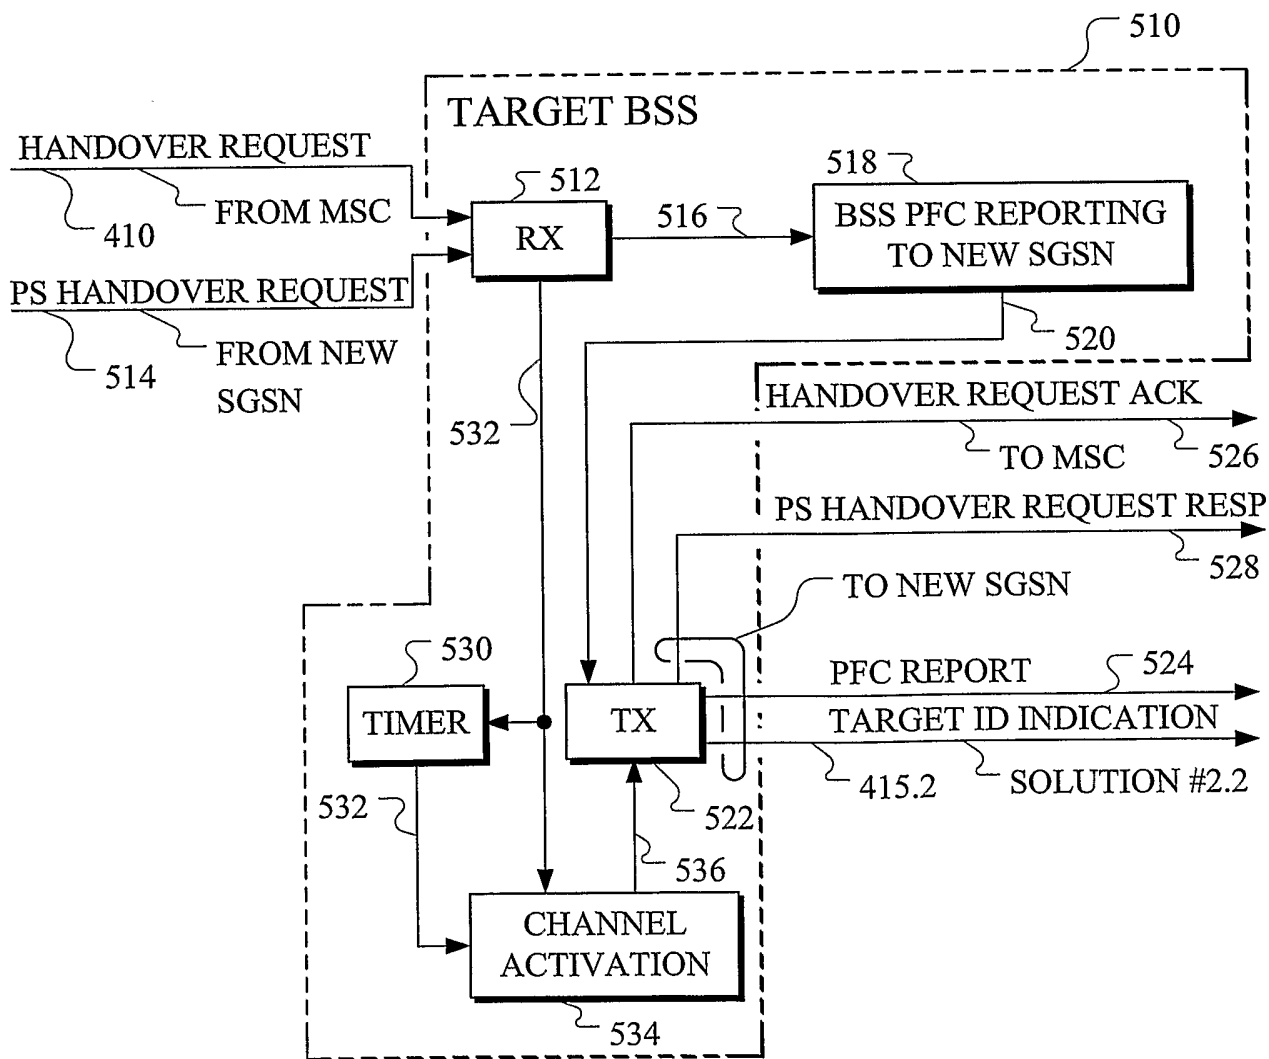 510
TARGET BSS
HANDOVER REQUEST
512
518
FROM MSC
410
RX
516
BSS PFC REPORTING
TO NEW SGSN
PS HANDOVER REQUEST
514
FROM NEW
SGSN
520
532
HANDOVER REQUEST ACK
TO MSC
526
PS HANDOVER REQUEST RESP
528
TO NEW SGSN
530
PFC REPORT
524
TIMER
TX
TARGET ID INDICATION
415.2
SOLUTION #2.2
532
522
536
CHANNEL
ACTIVATION
534